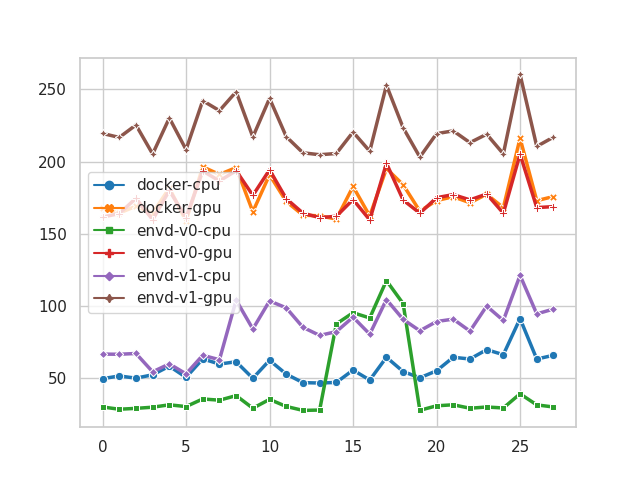 250
200
150
100
50
docker-cpu
docker-gpu
envd-v0-cpu
envd-v0-gpu
envd-v1-cpu
envd-v1-gpu
0 5 10 15 20 25